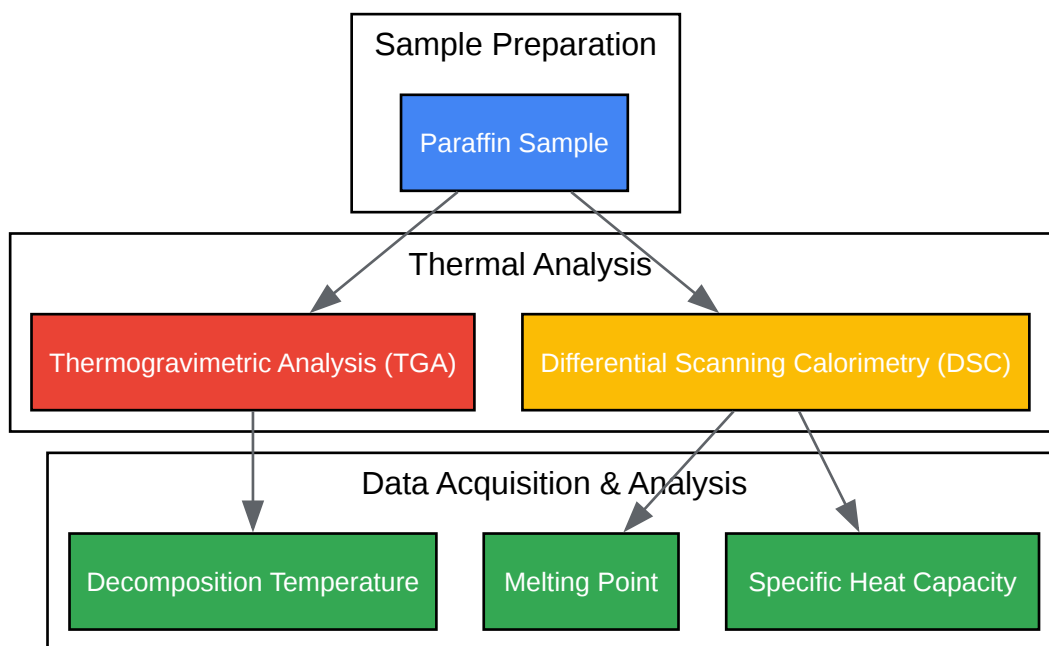 Sample Preparation
Paraffin Sample
Thermal Analysis
Thermogravimetric Analysis (TGA)
Differential Scanning Calorimetry (DSC)
Data Acquisition & Analysis
Decomposition Temperature
Melting Point
Specific Heat Capacity